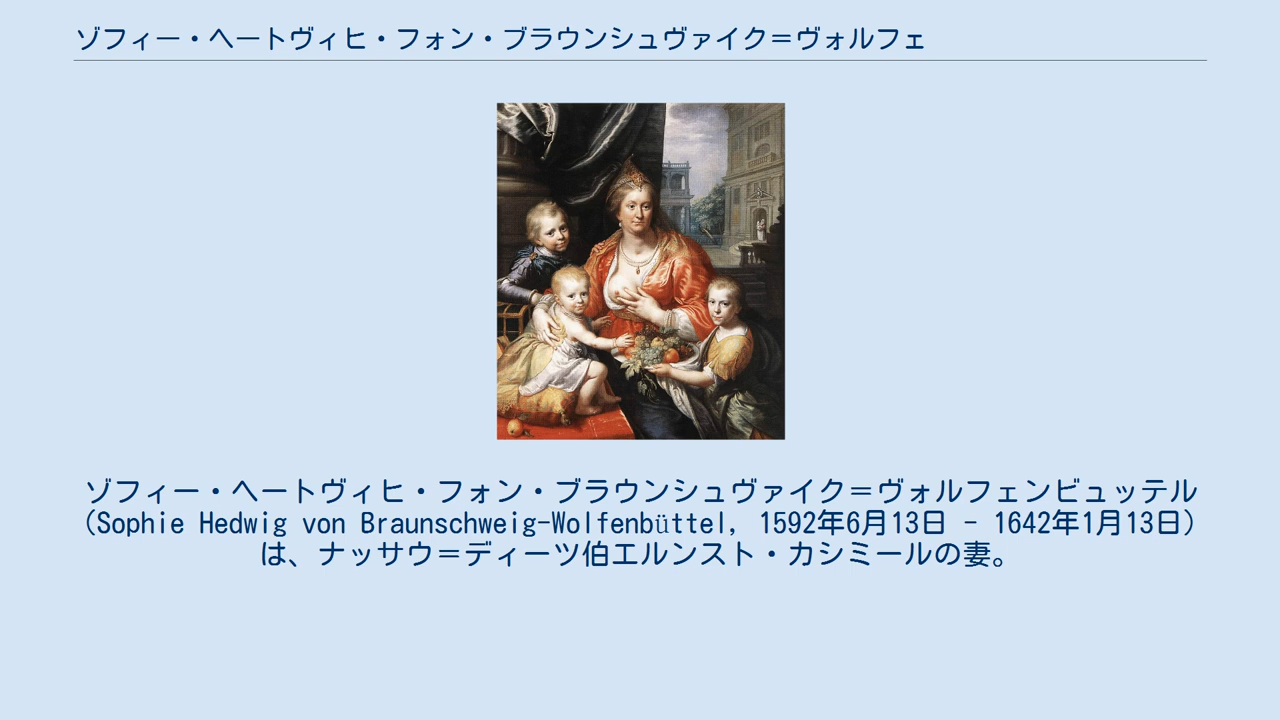 ゾフィー・ヘートヴィヒ・フォン・ブラウンシュヴァイク＝ヴォルフェ
ゾフィー・ヘートヴィヒ・フォン・ブラウンシュヴァイク＝ヴォルフェンビュッテル
(Sophie Hedwig von Braunschweig-Wolfenbüttel, 1592年6月13日 - 1642年1月13日)
は、ナッサウ＝ディーツ伯エルンスト・カシミールの妻。